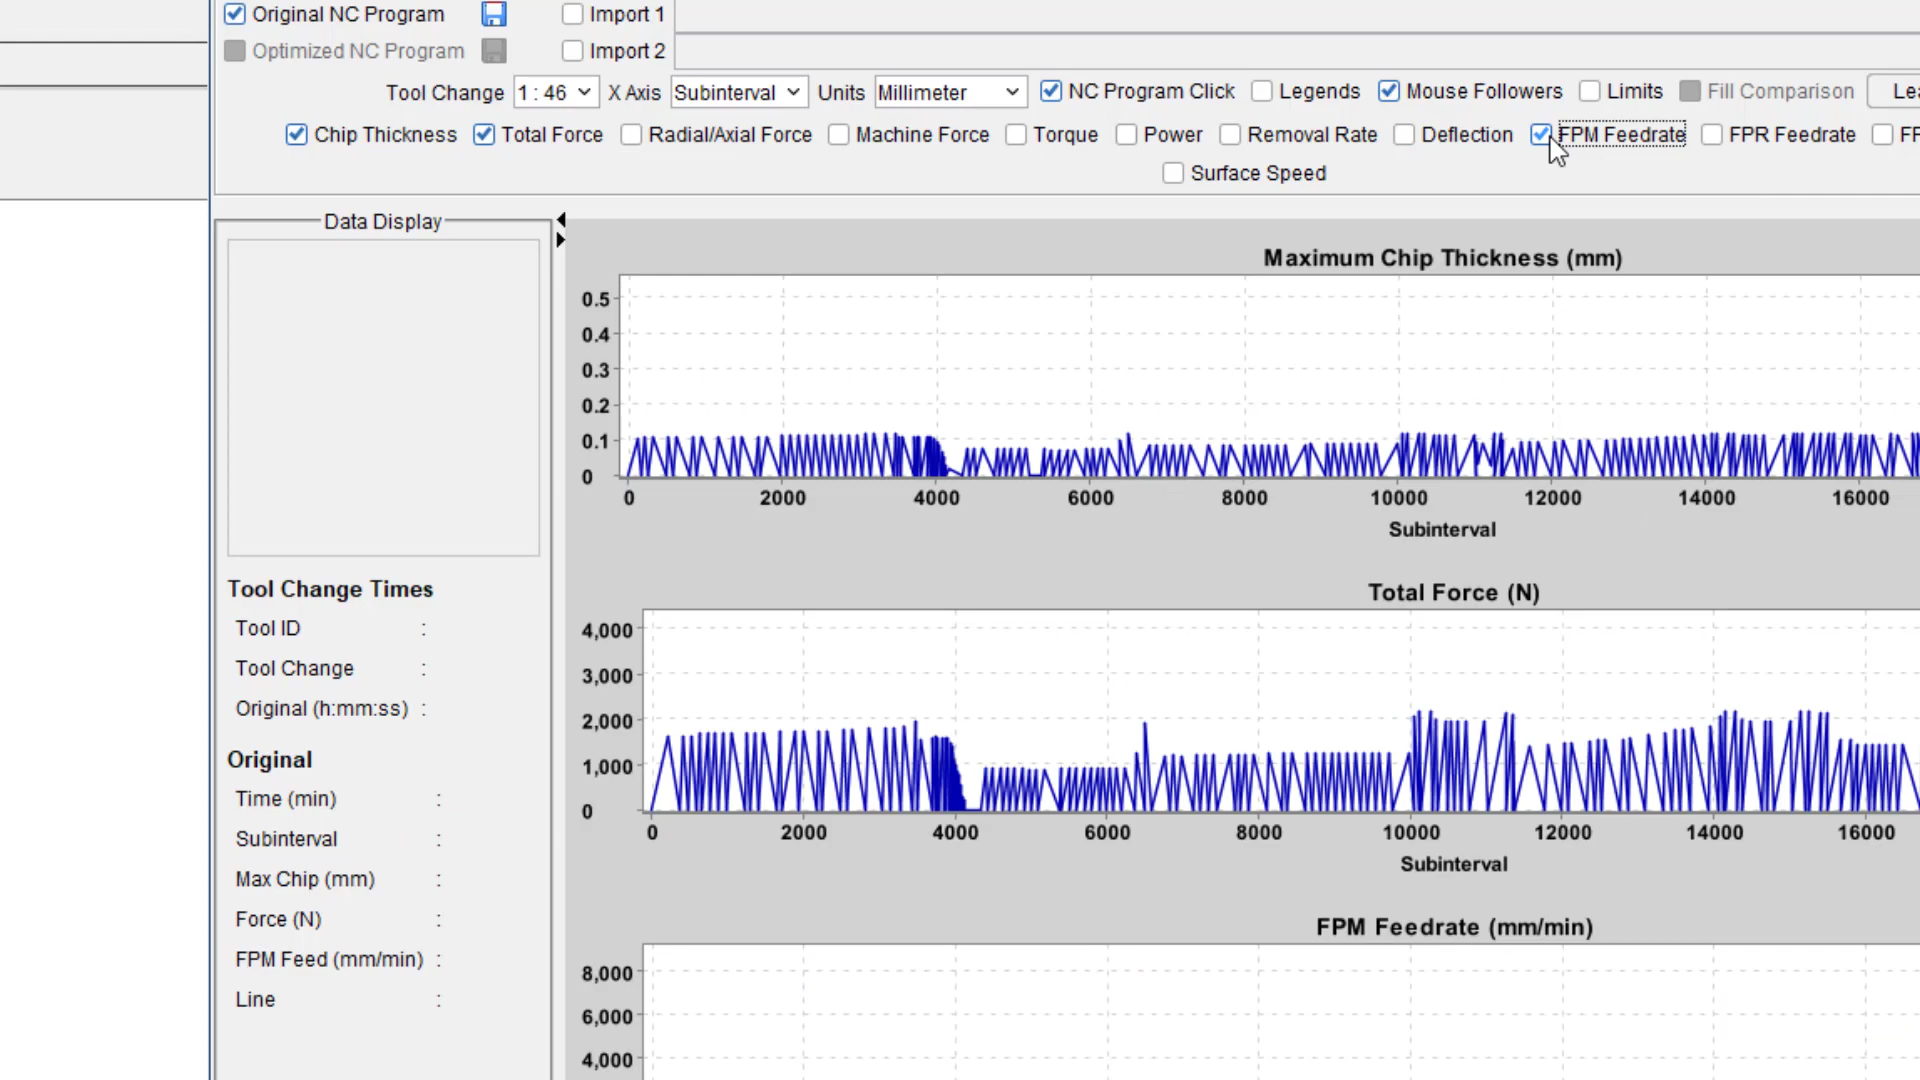 Original NC Program Import 1
Optimized NC Program Import 2
Tool Change 1 : 46 X Axis Subinterval Units Millimeter NC Program Click Legends Mouse Followers Limits Fill Comparison
Chip Thickness Total Force Radial/Axial Force Machine Force Torque Power Removal Rate Deflection FPM Feedrate FPR Feedrate
Surface Speed
Data Display
Tool Change Times
Tool ID :
Tool Change :
Original (h:mm:ss) :
Original
Time (min) :
Subinterval :
Max Chip (mm) :
Force (N) :
FPM Feed (mm/min) :
Line :
Maximum Chip Thickness (mm)
0.5
0.4
0.3
0.2
0.1
0
0 2000 4000 6000 8000 10000 12000 14000 16000
Subinterval
Total Force (N)
4,000
3,000
2,000
1,000
0
0 2000 4000 6000 8000 10000 12000 14000 16000
Subinterval
FPM Feedrate (mm/min)
8,000
6,000
4,000